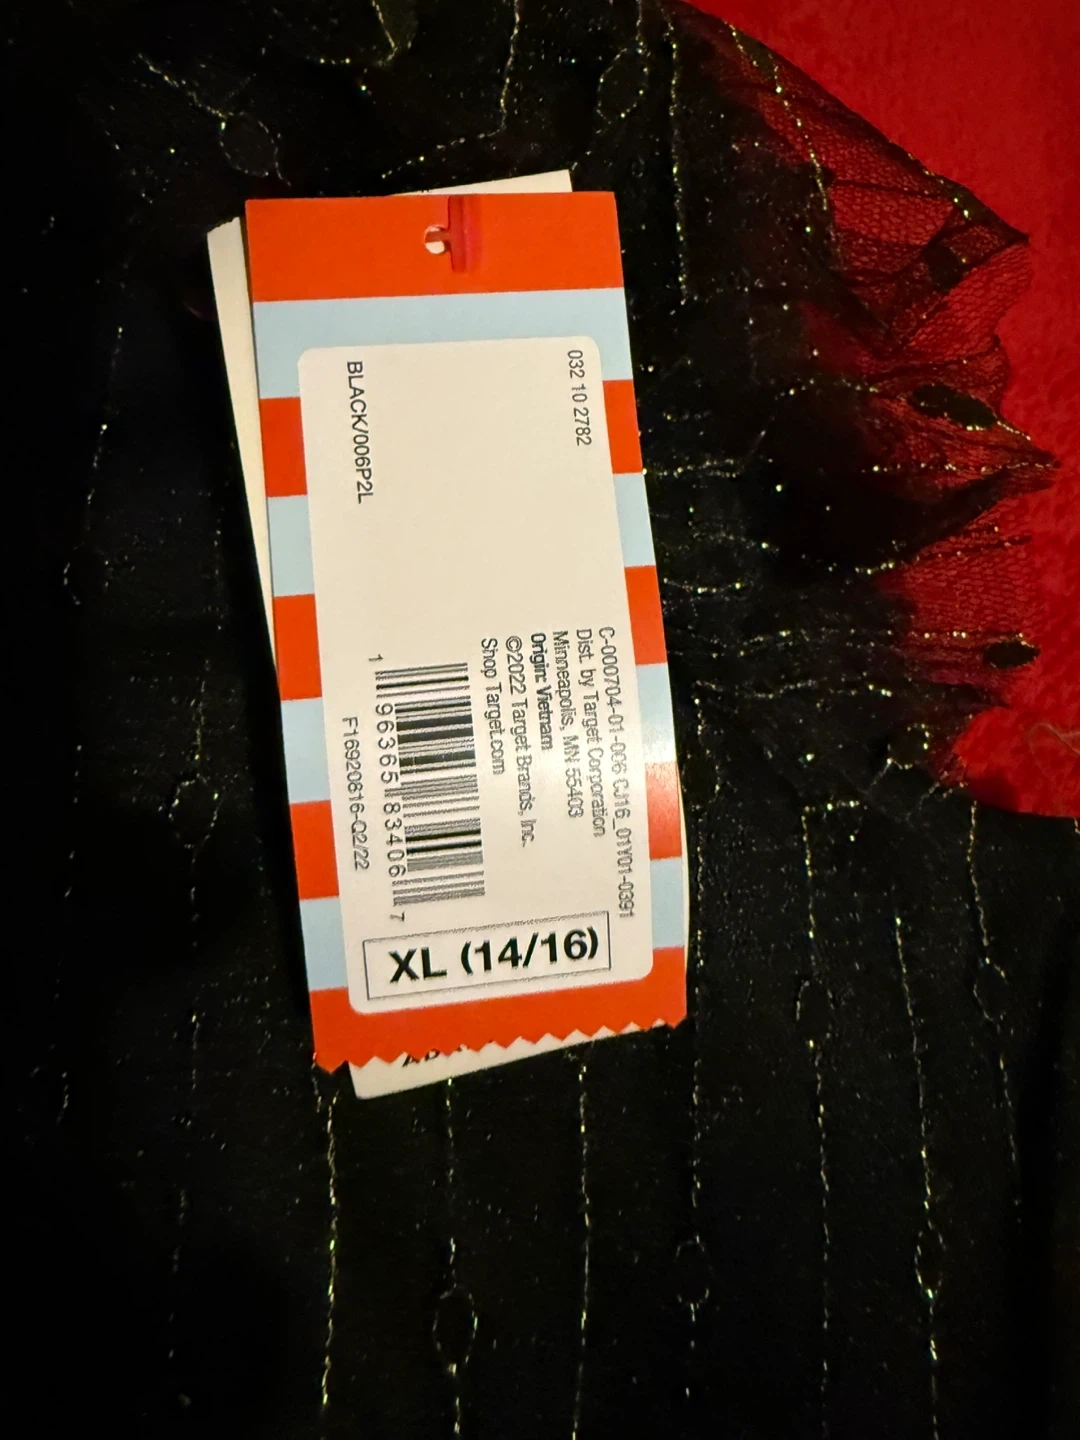 032 10 2782
BLACK/006P2L
C-000704-01-006 CJ16_01Y01-0391
Dist. by Target Corporation
Minneapolis, MN 55403
Origin: Vietnam
©2022 Target Brands, Inc.
Shop Target.com
1 96365 83406 7
F16920816-Q2/22
XL (14/16)